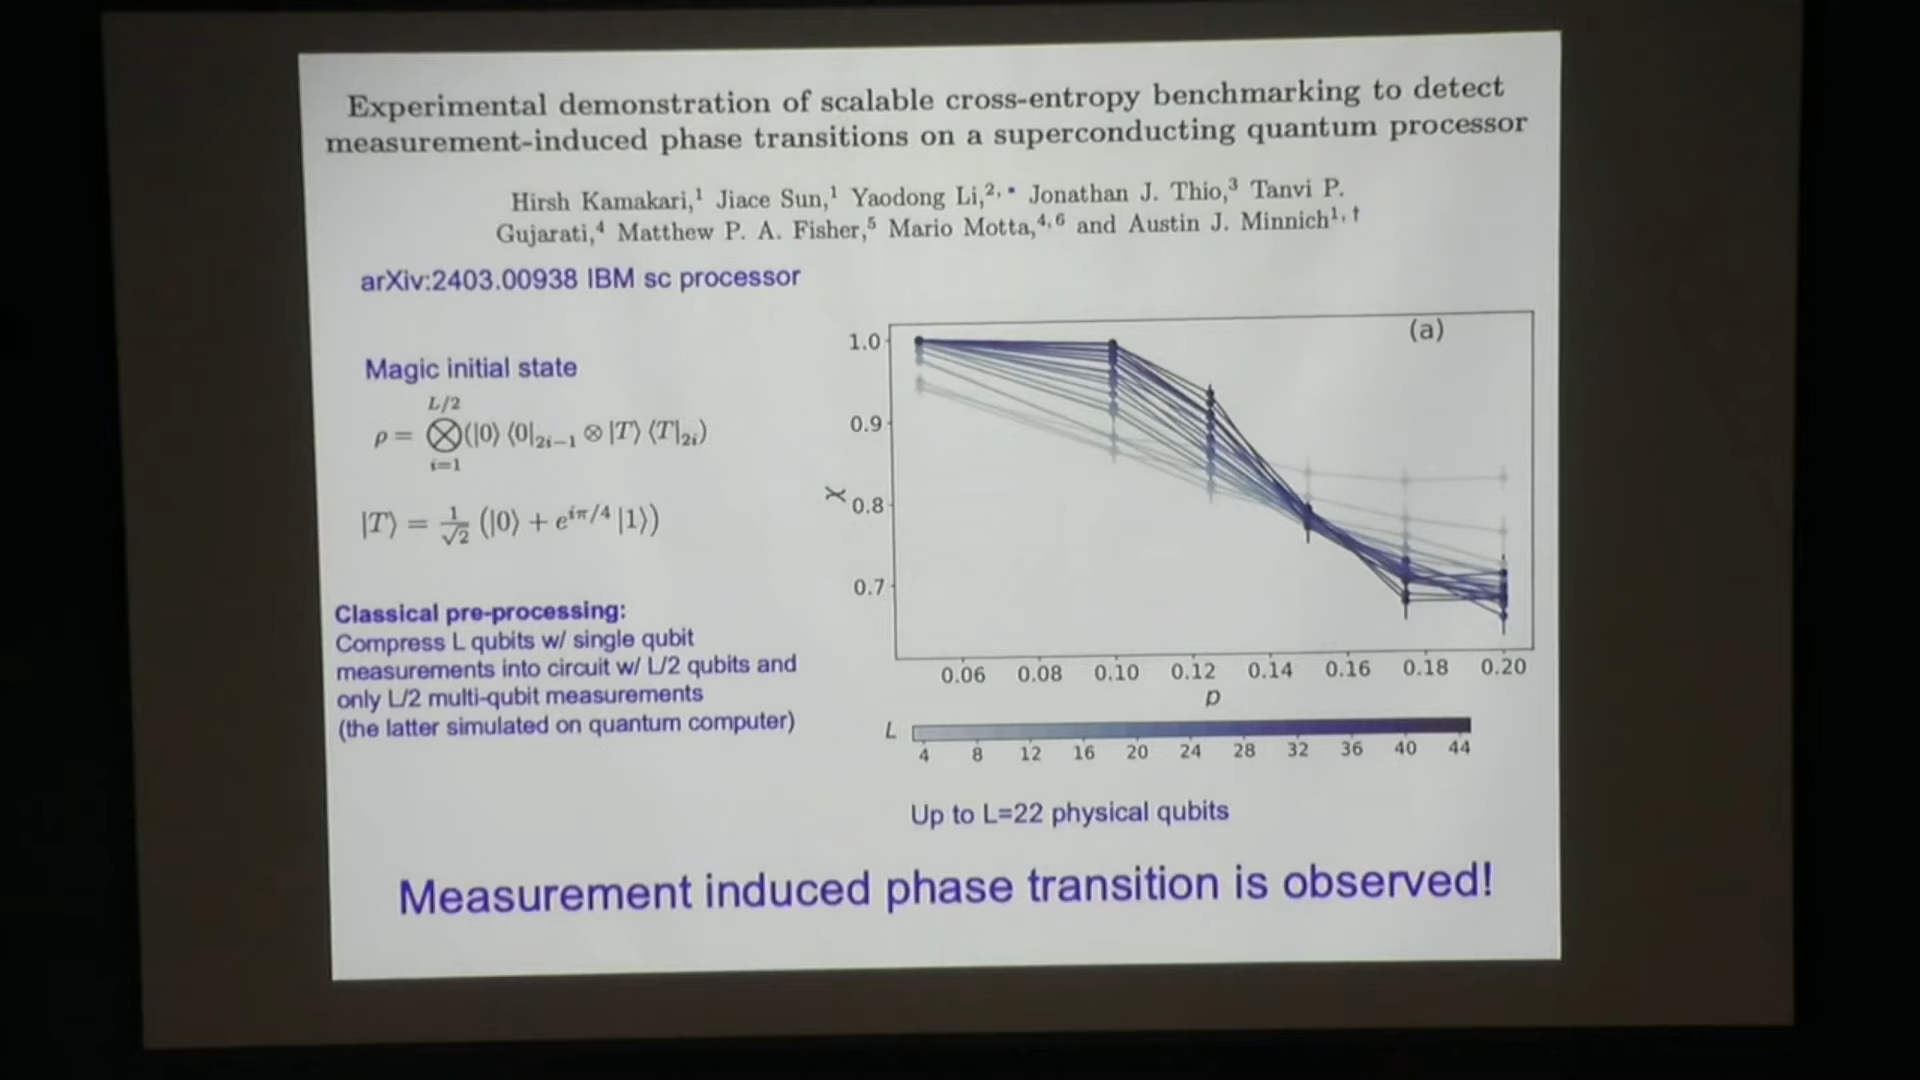 Experimental demonstration of scalable cross-entropy benchmarking to detect
measurement-induced phase transitions on a superconducting quantum processor
Hirsh Kamakari,¹ Jiace Sun,¹ Yaodong Li,²,* Jonathan J. Thio,³ Tanvi P.
Gujarati,⁴ Matthew P. A. Fisher,⁵ Mario Motta,⁴,⁶ and Austin J. Minnich¹,†
arXiv:2403.00938 IBM sc processor
Magic initial state
ρ = ⨂_{i=1}^{L/2} (|0⟩ ⟨0|_{2i−1} ⊗ |T⟩ ⟨T|_{2i})
|T⟩ = 1/√2 (|0⟩ + e^{iπ/4} |1⟩)
Classical pre-processing:
Compress L qubits w/ single qubit
measurements into circuit w/ L/2 qubits and
only L/2 multi-qubit measurements
(the latter simulated on quantum computer)
(a)
1.0
0.9
χ 0.8
0.7
0.06 0.08 0.10 0.12 0.14 0.16 0.18 0.20
p
L
4 8 12 16 20 24 28 32 36 40 44
Up to L=22 physical qubits
Measurement induced phase transition is observed!